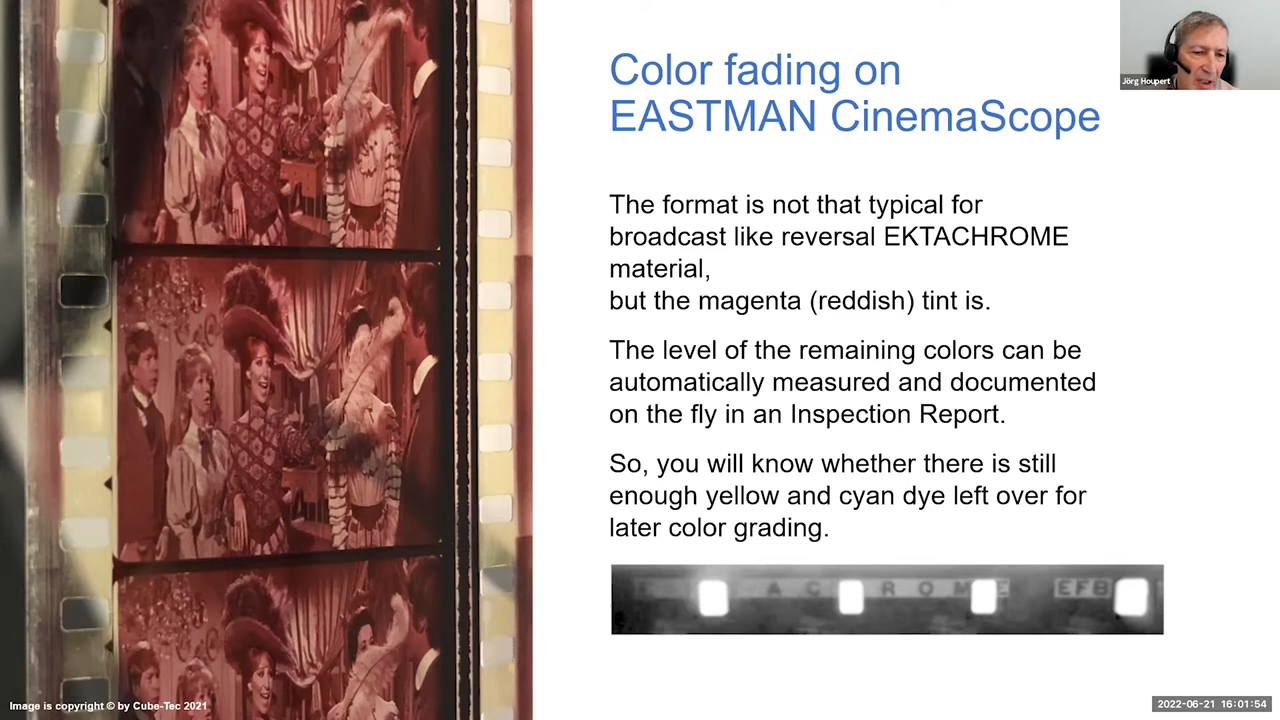 Color fading on
EASTMAN CinemaScope
Jörg Houpert
The format is not that typical for
broadcast like reversal EKTACHROME
material,
but the magenta (reddish) tint is.
The level of the remaining colors can be
automatically measured and documented
on the fly in an Inspection Report.
So, you will know whether there is still
enough yellow and cyan dye left over for
later color grading.
A C R O M E EFB
Image is copyright © by Cube-Tec 2021
2022-06-21 16:01:54